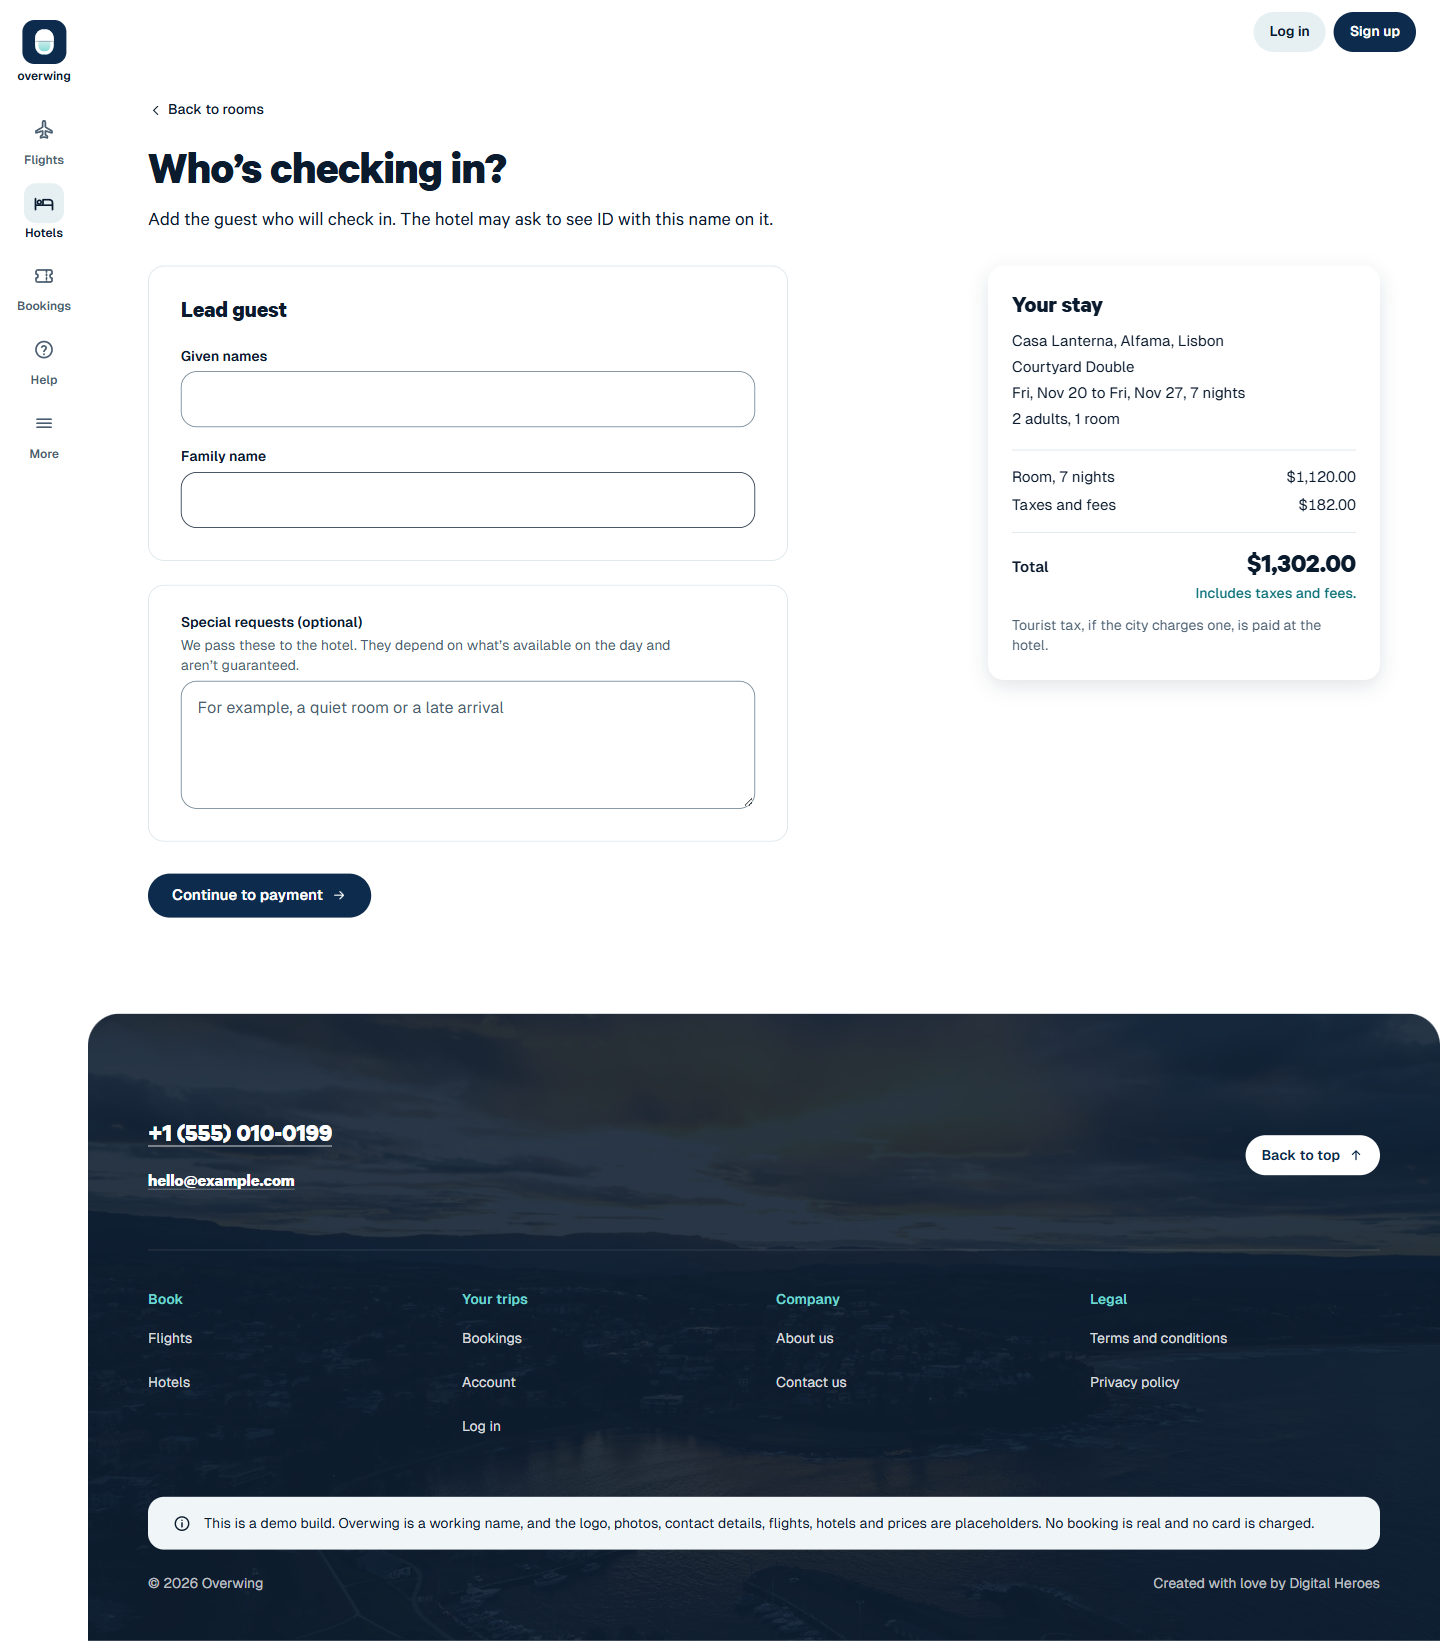 overwing
Log in
Sign up
Flights
Hotels
Bookings
Help
More
Back to rooms
Who’s checking in?
Add the guest who will check in. The hotel may ask to see ID with this name on it.
Lead guest
Given names
Family name
Special requests (optional)
We pass these to the hotel. They depend on what’s available on the day and
aren’t guaranteed.
For example, a quiet room or a late arrival
Continue to payment
Your stay
Casa Lanterna, Alfama, Lisbon
Courtyard Double
Fri, Nov 20 to Fri, Nov 27, 7 nights
2 adults, 1 room
Room, 7 nights $1,120.00
Taxes and fees $182.00
Total $1,302.00
Includes taxes and fees.
Tourist tax, if the city charges one, is paid at the
hotel.
+1 (555) 010-0199
hello@example.com
Back to top
Book
Flights
Hotels
Your trips
Bookings
Account
Log in
Company
About us
Contact us
Legal
Terms and conditions
Privacy policy
This is a demo build. Overwing is a working name, and the logo, photos, contact details, flights, hotels and prices are placeholders. No booking is real and no card is charged.
© 2026 Overwing
Created with love by Digital Heroes